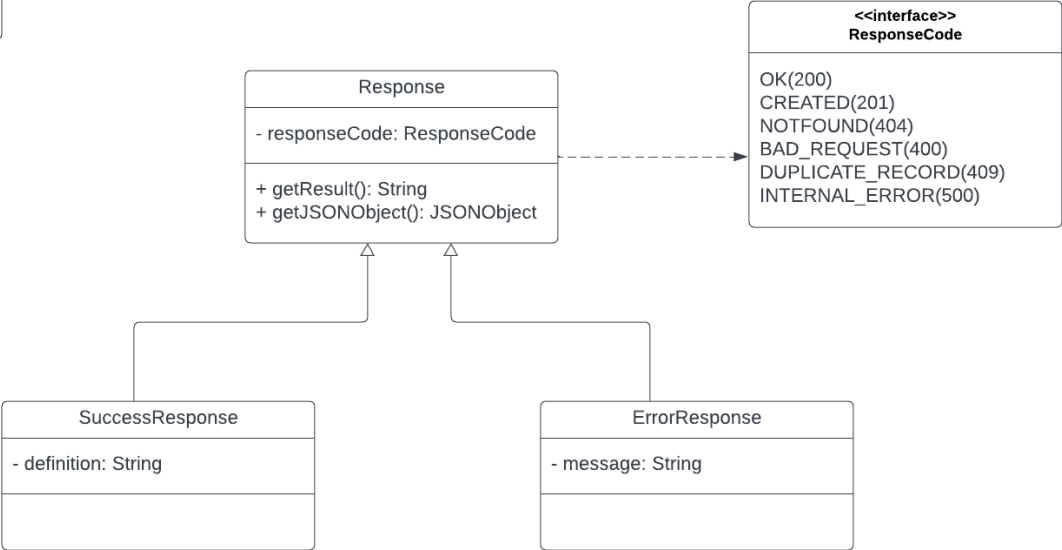 <<interface>>
ResponseCode
OK(200)
CREATED(201)
NOTFOUND(404)
BAD_REQUEST(400)
DUPLICATE_RECORD(409)
INTERNAL_ERROR(500)
Response
- responseCode: ResponseCode
+ getResult(): String
+ getJSONObject(): JSONObject
SuccessResponse
- definition: String
ErrorResponse
- message: String